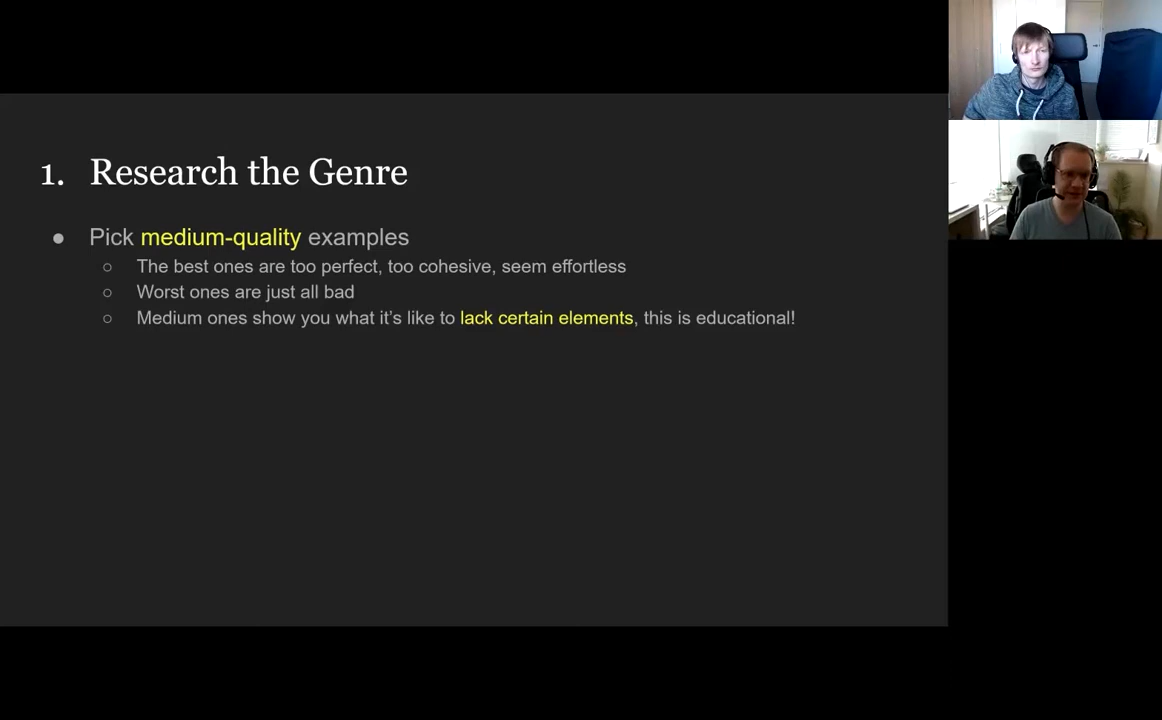 1. Research the Genre
● Pick medium-quality examples
○ The best ones are too perfect, too cohesive, seem effortless
○ Worst ones are just all bad
○ Medium ones show you what it’s like to lack certain elements, this is educational!